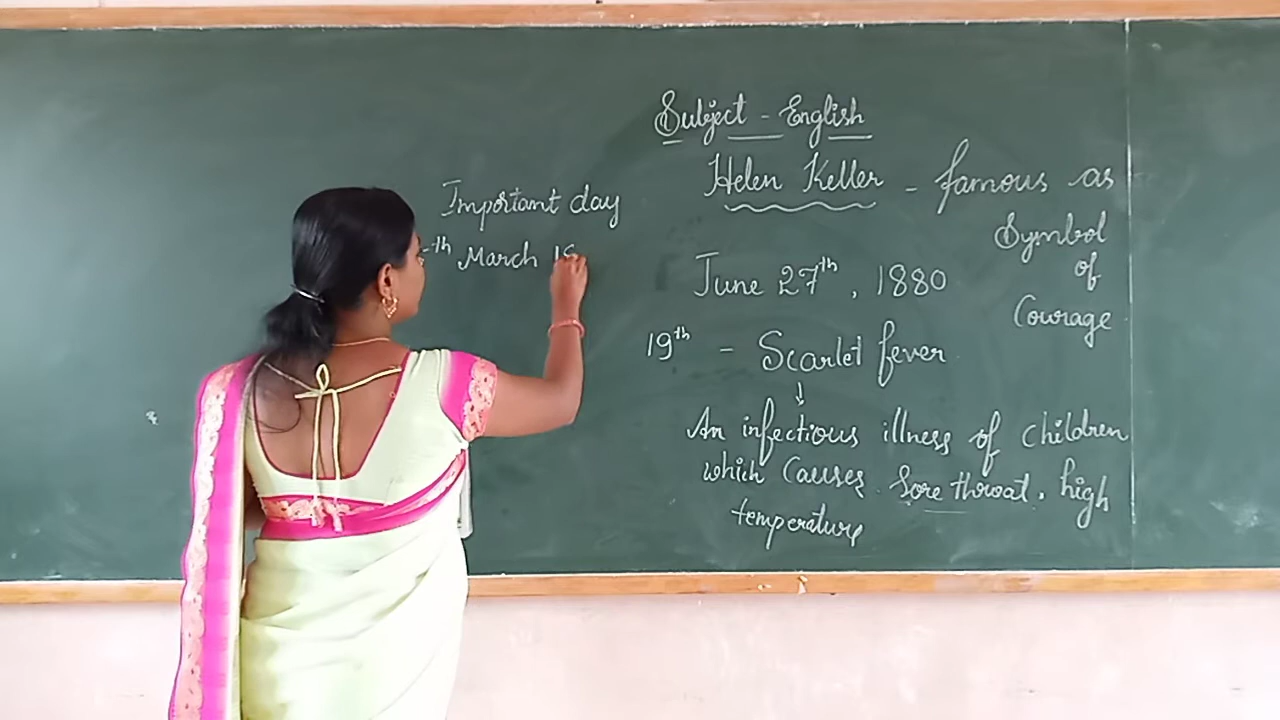 Subject - English
Helen Keller - famous as
Symbol
of
Courage
June 27th, 1880
19th - Scarlet fever
↓
An infectious illness of children
which causes. Sore throat, high
temperature
Important day
th March